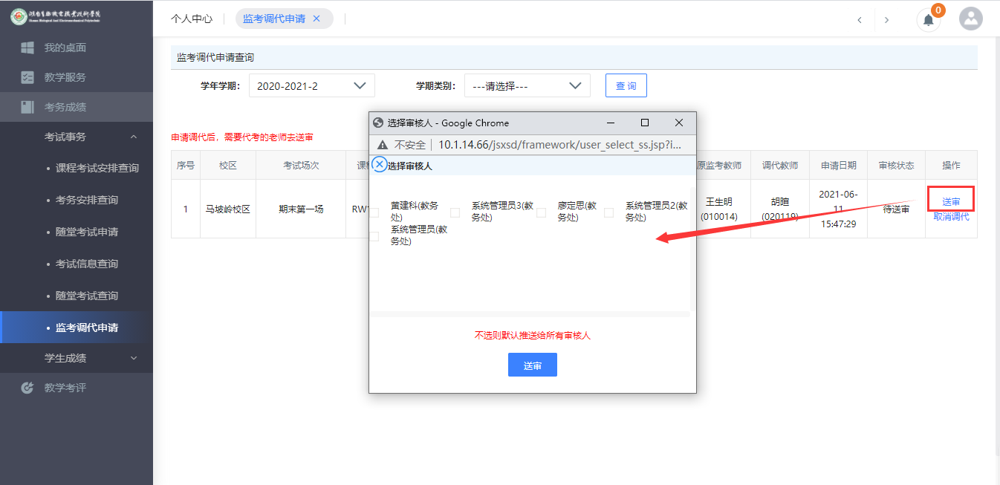 湖南生物机电职业技术学院
Hunan Biological And Electromechanical Polytechnic
个人中心
监考调代申请
0
我的桌面
教学服务
考务成绩
考试事务
课程考试安排查询
考务安排查询
随堂考试申请
考试信息查询
随堂考试查询
监考调代申请
学生成绩
教学考评
监考调代申请查询
学年学期: 2020-2021-2 学期类别: ---请选择--- 查 询
申请调代后，需要代考的老师去送审
序号 校区 考试场次 课程 原监考教师 调代教师 申请日期 审核状态 操作
1 马坡岭校区 期末第一场 RW1 王生明 (010014) 胡暄 (020119) 2021-06-11 15:47:29 待送审 送审
取消调代
选择审核人 - Google Chrome
不安全 10.1.14.66/jsxsd/framework/user_select_ss.jsp?i...
选择审核人
黄建科(教务处) 系统管理员3(教务处) 廖定思(教务处) 系统管理员2(教务处)
系统管理员(教务处)
不选则默认推送给所有审核人
送审